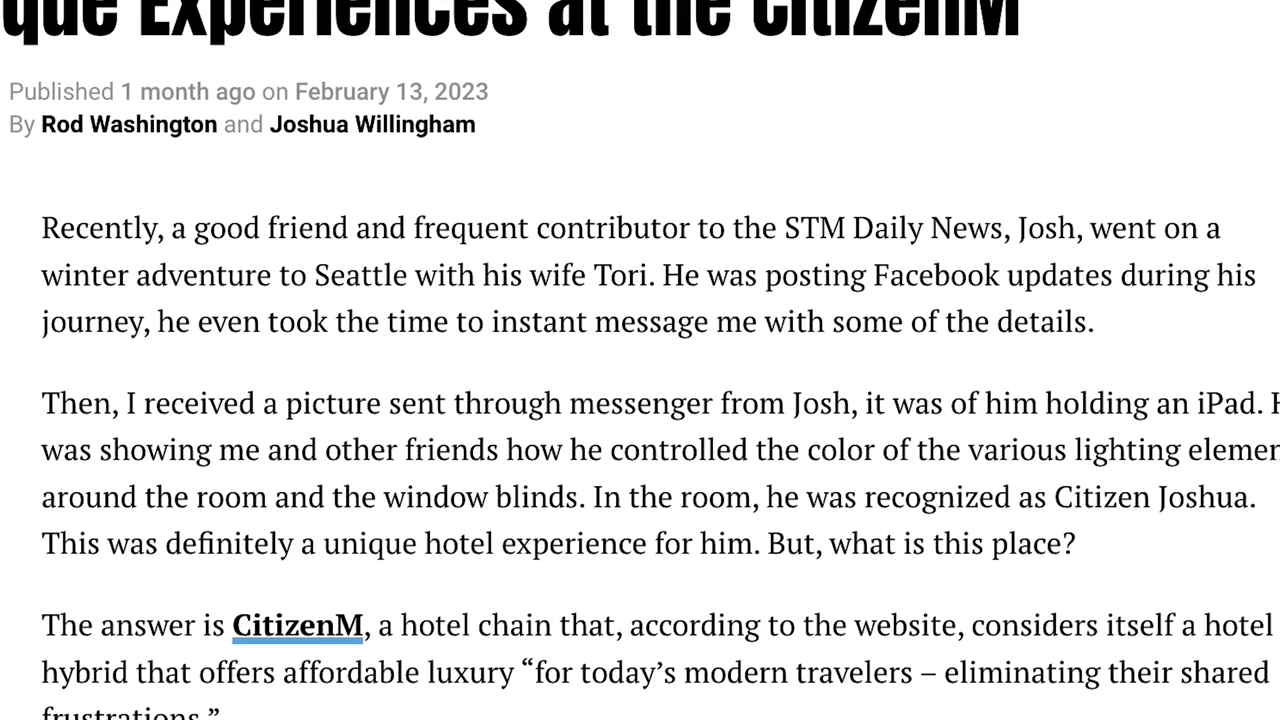 que Experiences at the CitizenM
Published 1 month ago on February 13, 2023
By Rod Washington and Joshua Willingham
Recently, a good friend and frequent contributor to the STM Daily News, Josh, went on a
winter adventure to Seattle with his wife Tori. He was posting Facebook updates during his
journey, he even took the time to instant message me with some of the details.
Then, I received a picture sent through messenger from Josh, it was of him holding an iPad.
was showing me and other friends how he controlled the color of the various lighting elemen
around the room and the window blinds. In the room, he was recognized as Citizen Joshua.
This was definitely a unique hotel experience for him. But, what is this place?
The answer is CitizenM, a hotel chain that, according to the website, considers itself a hotel
hybrid that offers affordable luxury “for today’s modern travelers – eliminating their shared
frustrations.”